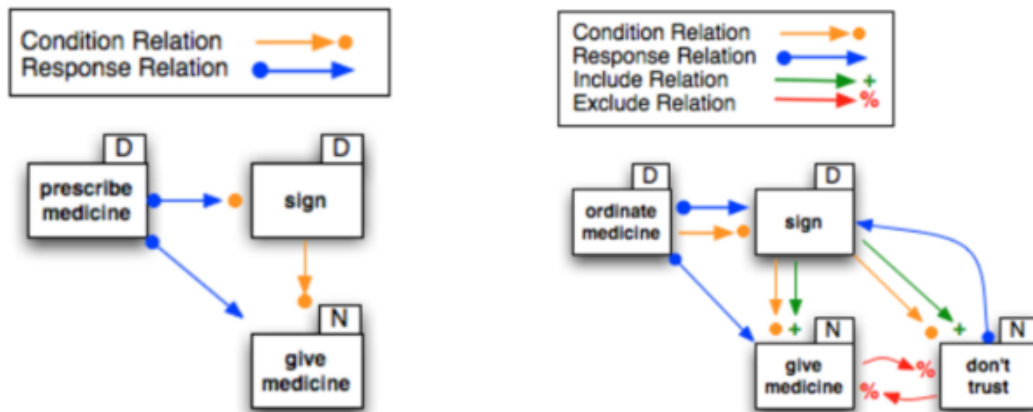 Condition Relation
Response Relation
D
prescribe
medicine
D
sign
N
give
medicine
Condition Relation
Response Relation
Include Relation
+
Exclude Relation
%
D
ordinate
medicine
D
sign
+
+
N
give
medicine
%
%
N
don't
trust